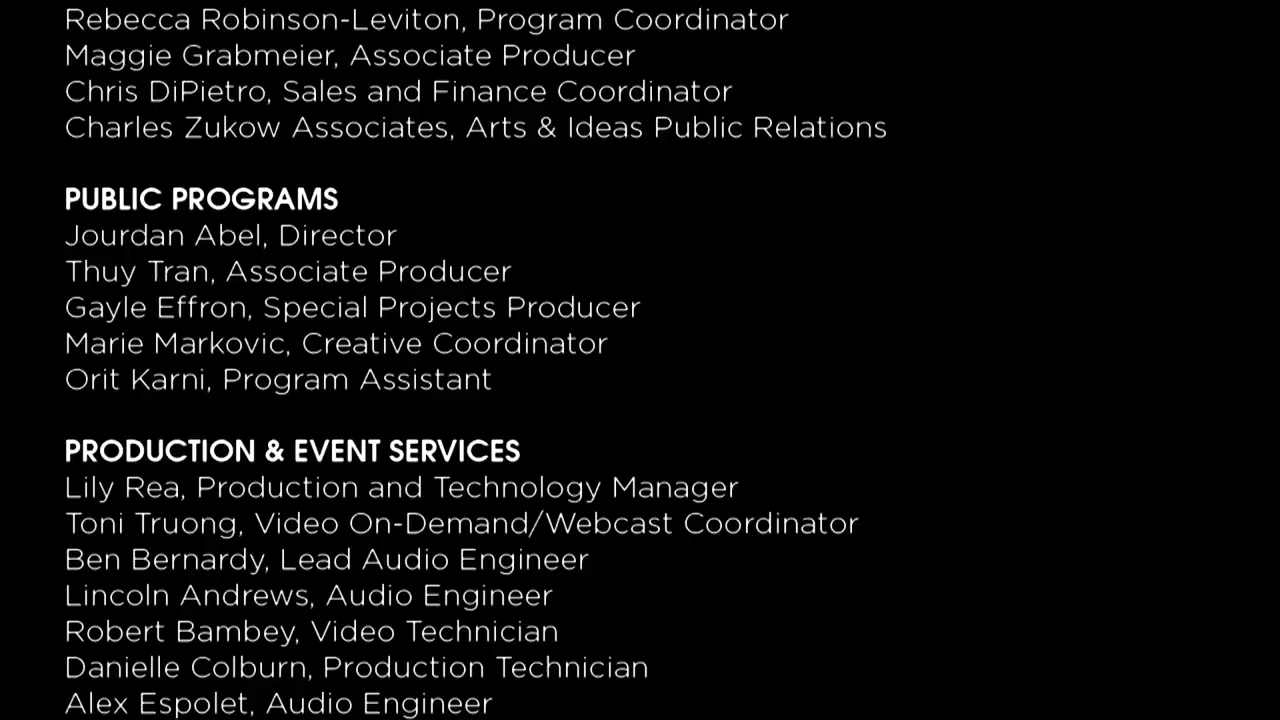 Rebecca Robinson-Leviton, Program Coordinator
Maggie Grabmeier, Associate Producer
Chris DiPietro, Sales and Finance Coordinator
Charles Zukow Associates, Arts & Ideas Public Relations
PUBLIC PROGRAMS
Jourdan Abel, Director
Thuy Tran, Associate Producer
Gayle Effron, Special Projects Producer
Marie Markovic, Creative Coordinator
Orit Karni, Program Assistant
PRODUCTION & EVENT SERVICES
Lily Rea, Production and Technology Manager
Toni Truong, Video On-Demand/Webcast Coordinator
Ben Bernardy, Lead Audio Engineer
Lincoln Andrews, Audio Engineer
Robert Bambey, Video Technician
Danielle Colburn, Production Technician
Alex Espolet, Audio Engineer